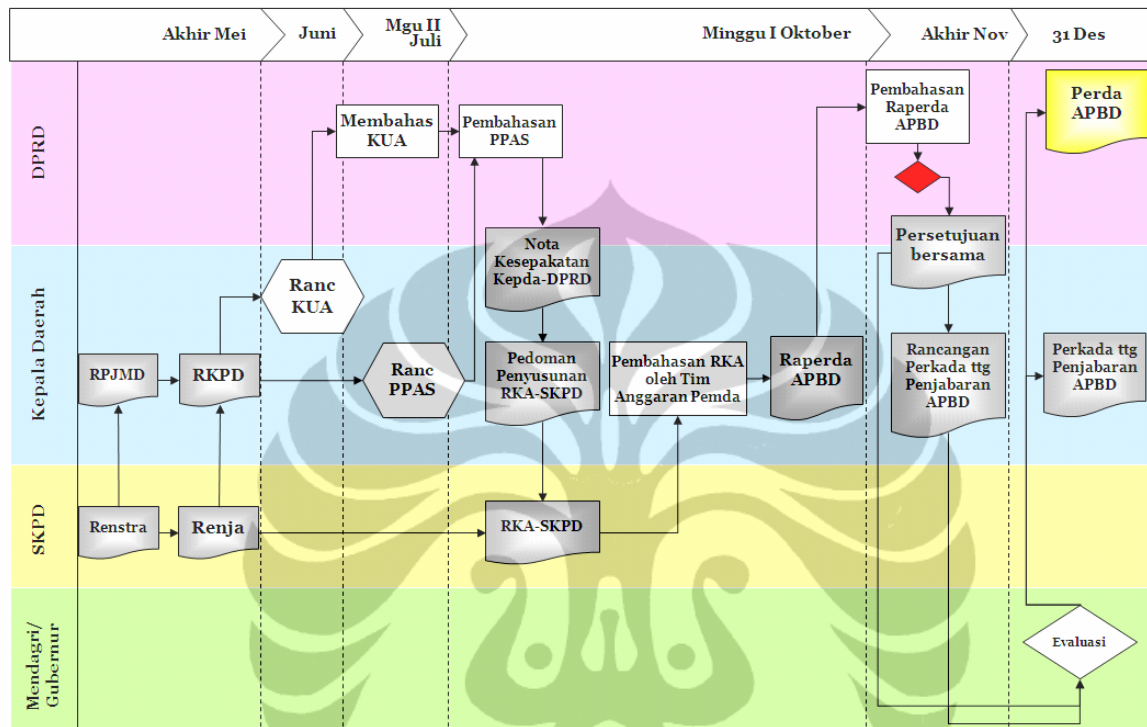 Akhir Mei
Juni
Mgu II
Juli
Minggu I Oktober
Akhir Nov
31 Des
DPRD
Membahas
KUA
Pembahasan
PPAS
Pembahasan
Raperda
APBD
Perda
APBD
Nota
Kesepakatan
Kepda-DPRD
Persetujuan
bersama
Kepala Daerah
Ranc
KUA
RPJMD
RKPD
Ranc
PPAS
Pedoman
Penyusunan
RKA-SKPD
Pembahasan RKA
oleh Tim
Anggaran Pemda
Raperda
APBD
Rancangan
Perkada ttg
Penjabaran
APBD
Perkada ttg
Penjabaran
APBD
SKPD
Renstra
Renja
RKA-SKPD
Mendagri/
Gubernur
Evaluasi